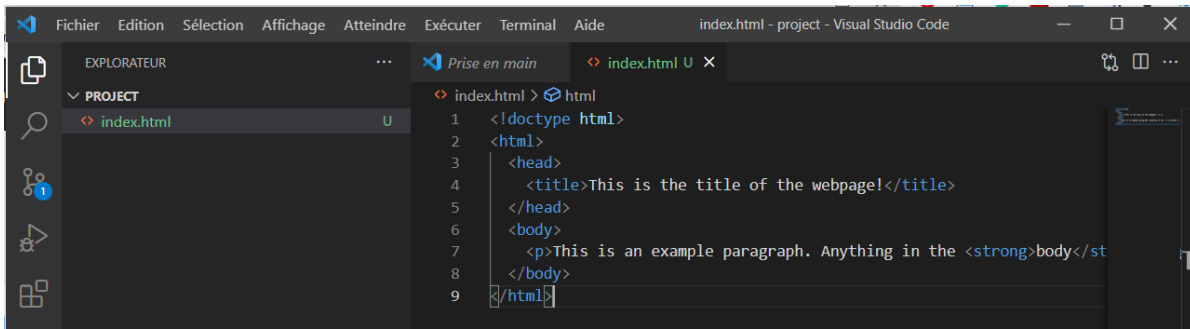 Fichier Edition Sélection Affichage Atteindre Exécuter Terminal Aide index.html - project - Visual Studio Code
EXPLORATEUR
PROJECT
index.html U
Prise en main
index.html U
index.html > html
1 <!doctype html>
2 <html>
3 <head>
4 <title>This is the title of the webpage!</title>
5 </head>
6 <body>
7 <p>This is an example paragraph. Anything in the <strong>body</st
8 </body>
9 </html>
1